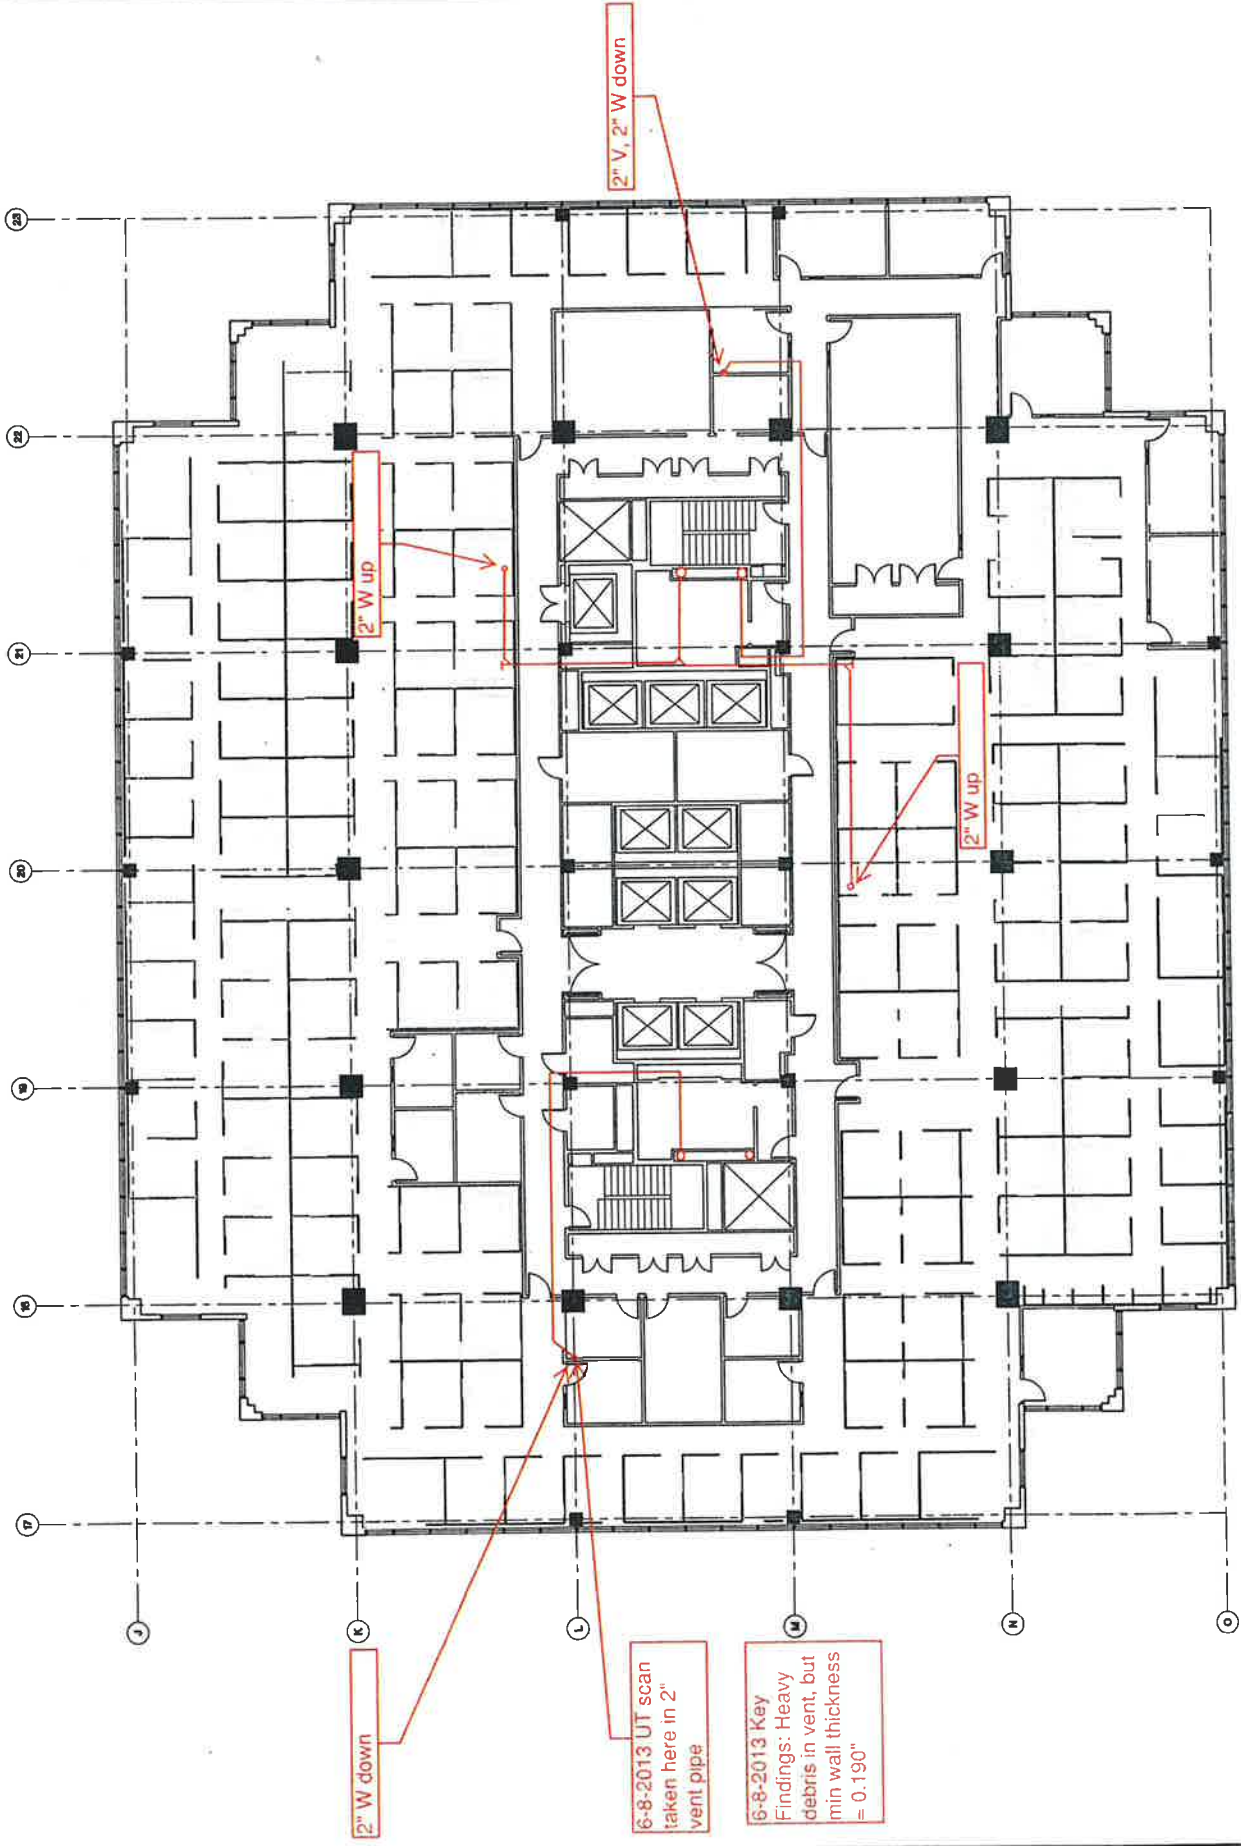 2" V, 2" W down
23
22
2" W up
21
20
2" W up
19
18
17
J
K
L
M
N
O
2" W down
6-8-2013 UT scan
taken here in 2"
vent pipe
6-8-2013 Key
Findings: Heavy
debris in vent, but
min wall thickness
= 0.190"